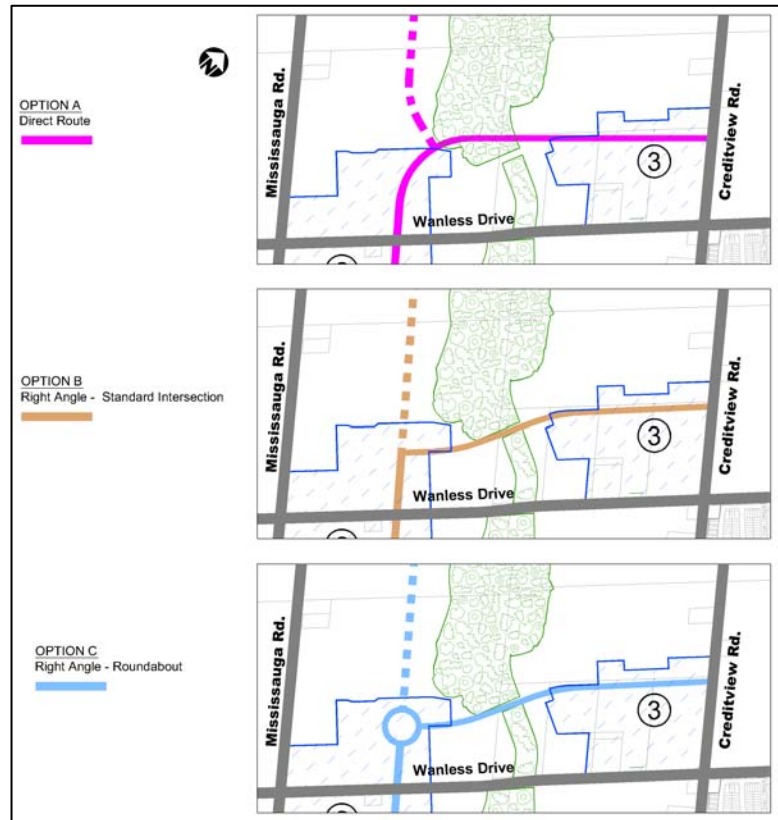 OPTION A
Direct Route
N
Mississauga Rd.
Wanless Drive
3
Creditview Rd.
OPTION B
Right Angle - Standard Intersection
Mississauga Rd.
Wanless Drive
3
Creditview Rd.
OPTION C
Right Angle - Roundabout
Mississauga Rd.
Wanless Drive
3
Creditview Rd.